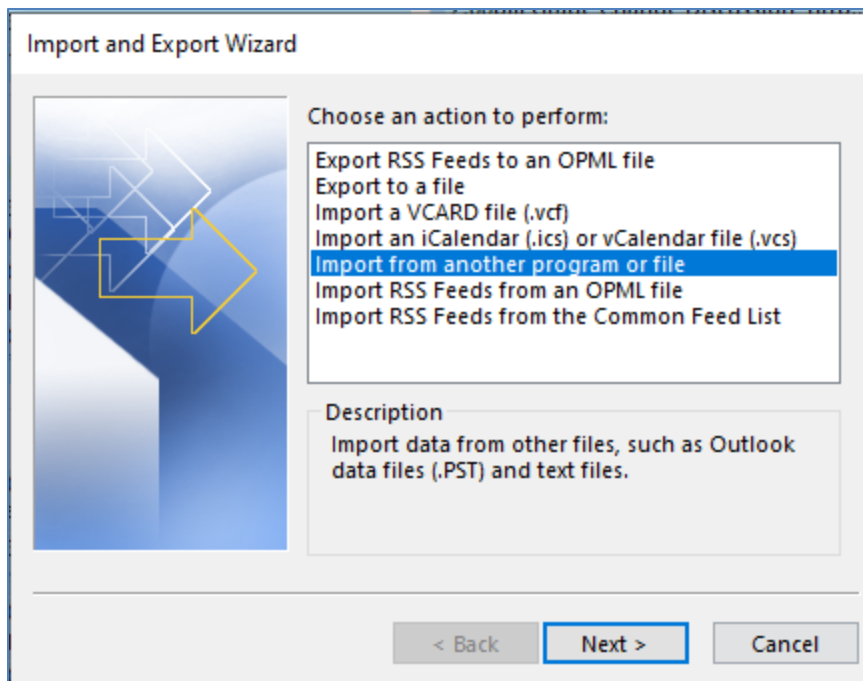 Import and Export Wizard
Choose an action to perform:
Export RSS Feeds to an OPML file
Export to a file
Import a VCARD file (.vcf)
Import an iCalendar (.ics) or vCalendar file (.vcs)
Import from another program or file
Import RSS Feeds from an OPML file
Import RSS Feeds from the Common Feed List
Description
Import data from other files, such as Outlook
data files (.PST) and text files.
< Back Next > Cancel